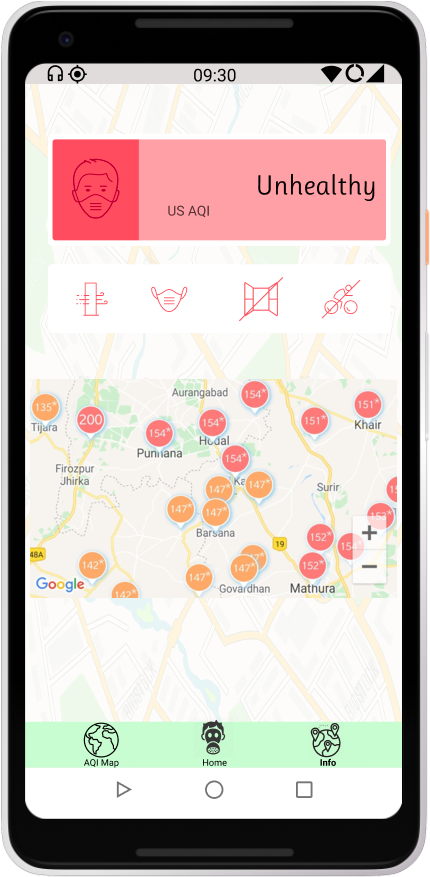 09:30
Unhealthy
US AQI
Aurangabad
154*
151*
135*
200
154*
151*
Khair
Tijara
154*
Hodal
Punhana
154*
Firozpur
Jhirka
147*
147*
Surir
147*
147*
Barsana
152*
19
152*
154*
48A
142*
147*
147*
152*
Google
142*
147*
Govardhan
Mathura
AQI Map
Home
Info